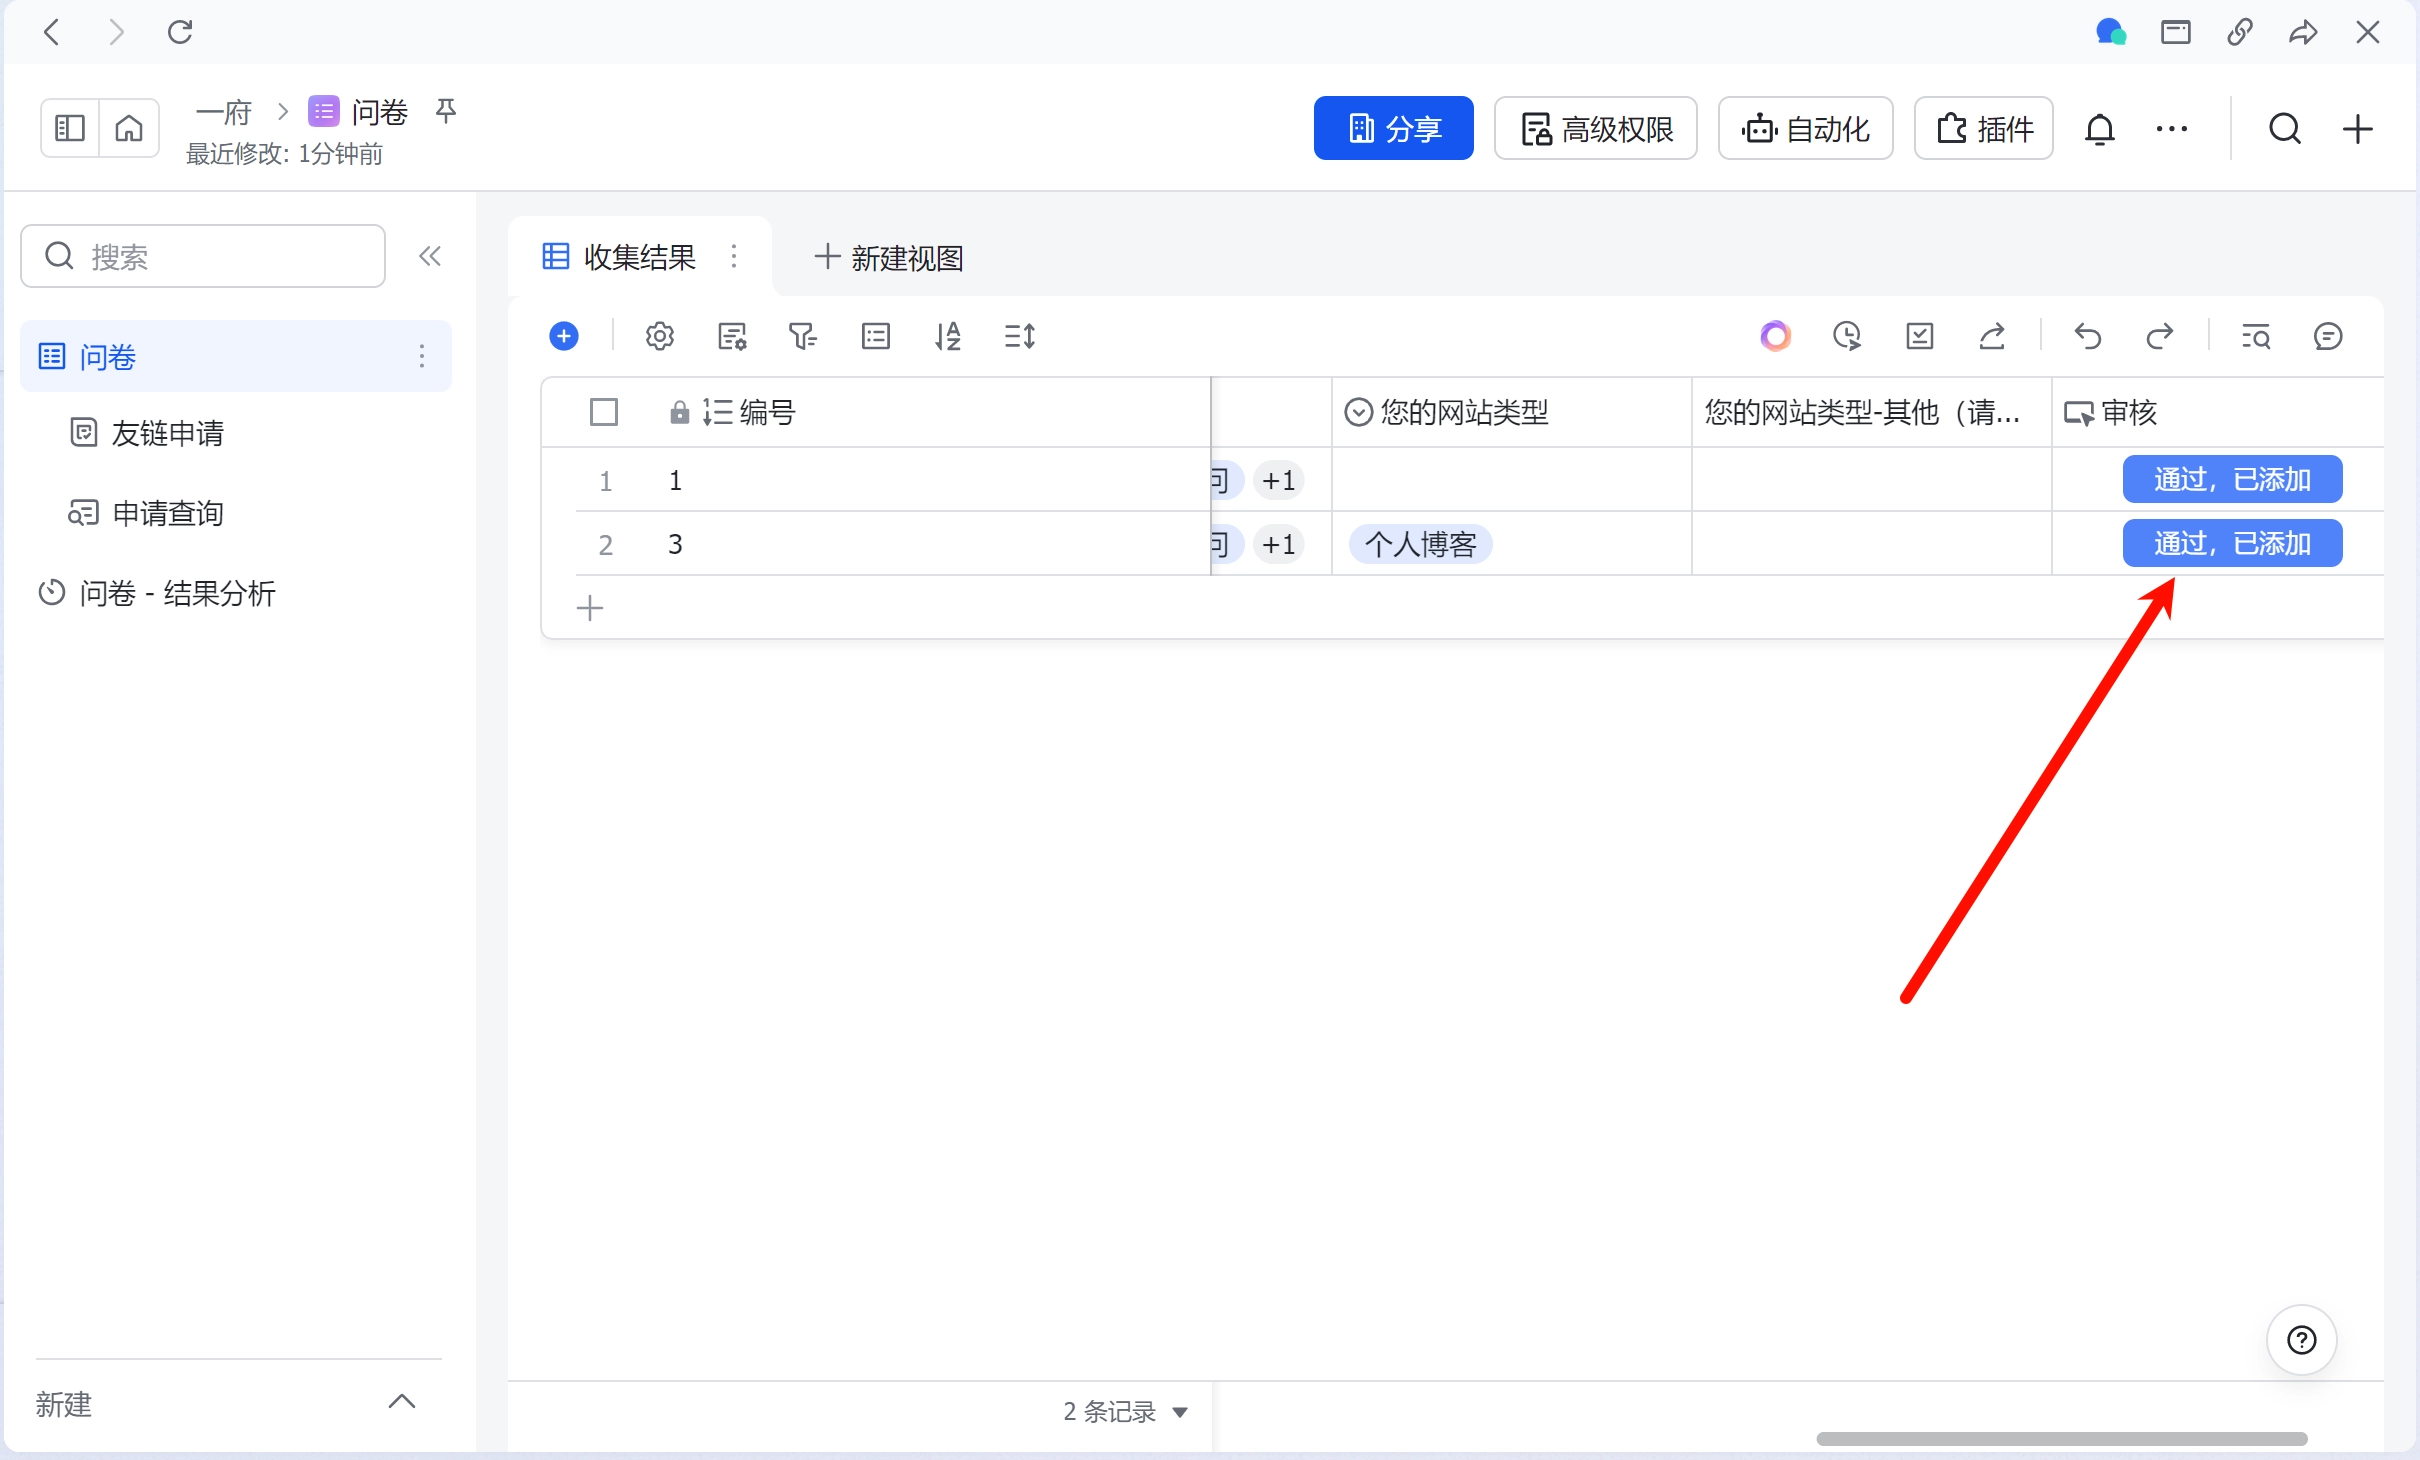 一府 > 问卷
最近修改: 1分钟前
分享
高级权限
自动化
插件
搜索
问卷
友链申请
申请查询
问卷 - 结果分析
新建
收集结果
新建视图
编号
您的网站类型
您的网站类型-其他（请...
审核
1 1 +1 通过，已添加
2 3 +1 个人博客 通过，已添加
2 条记录